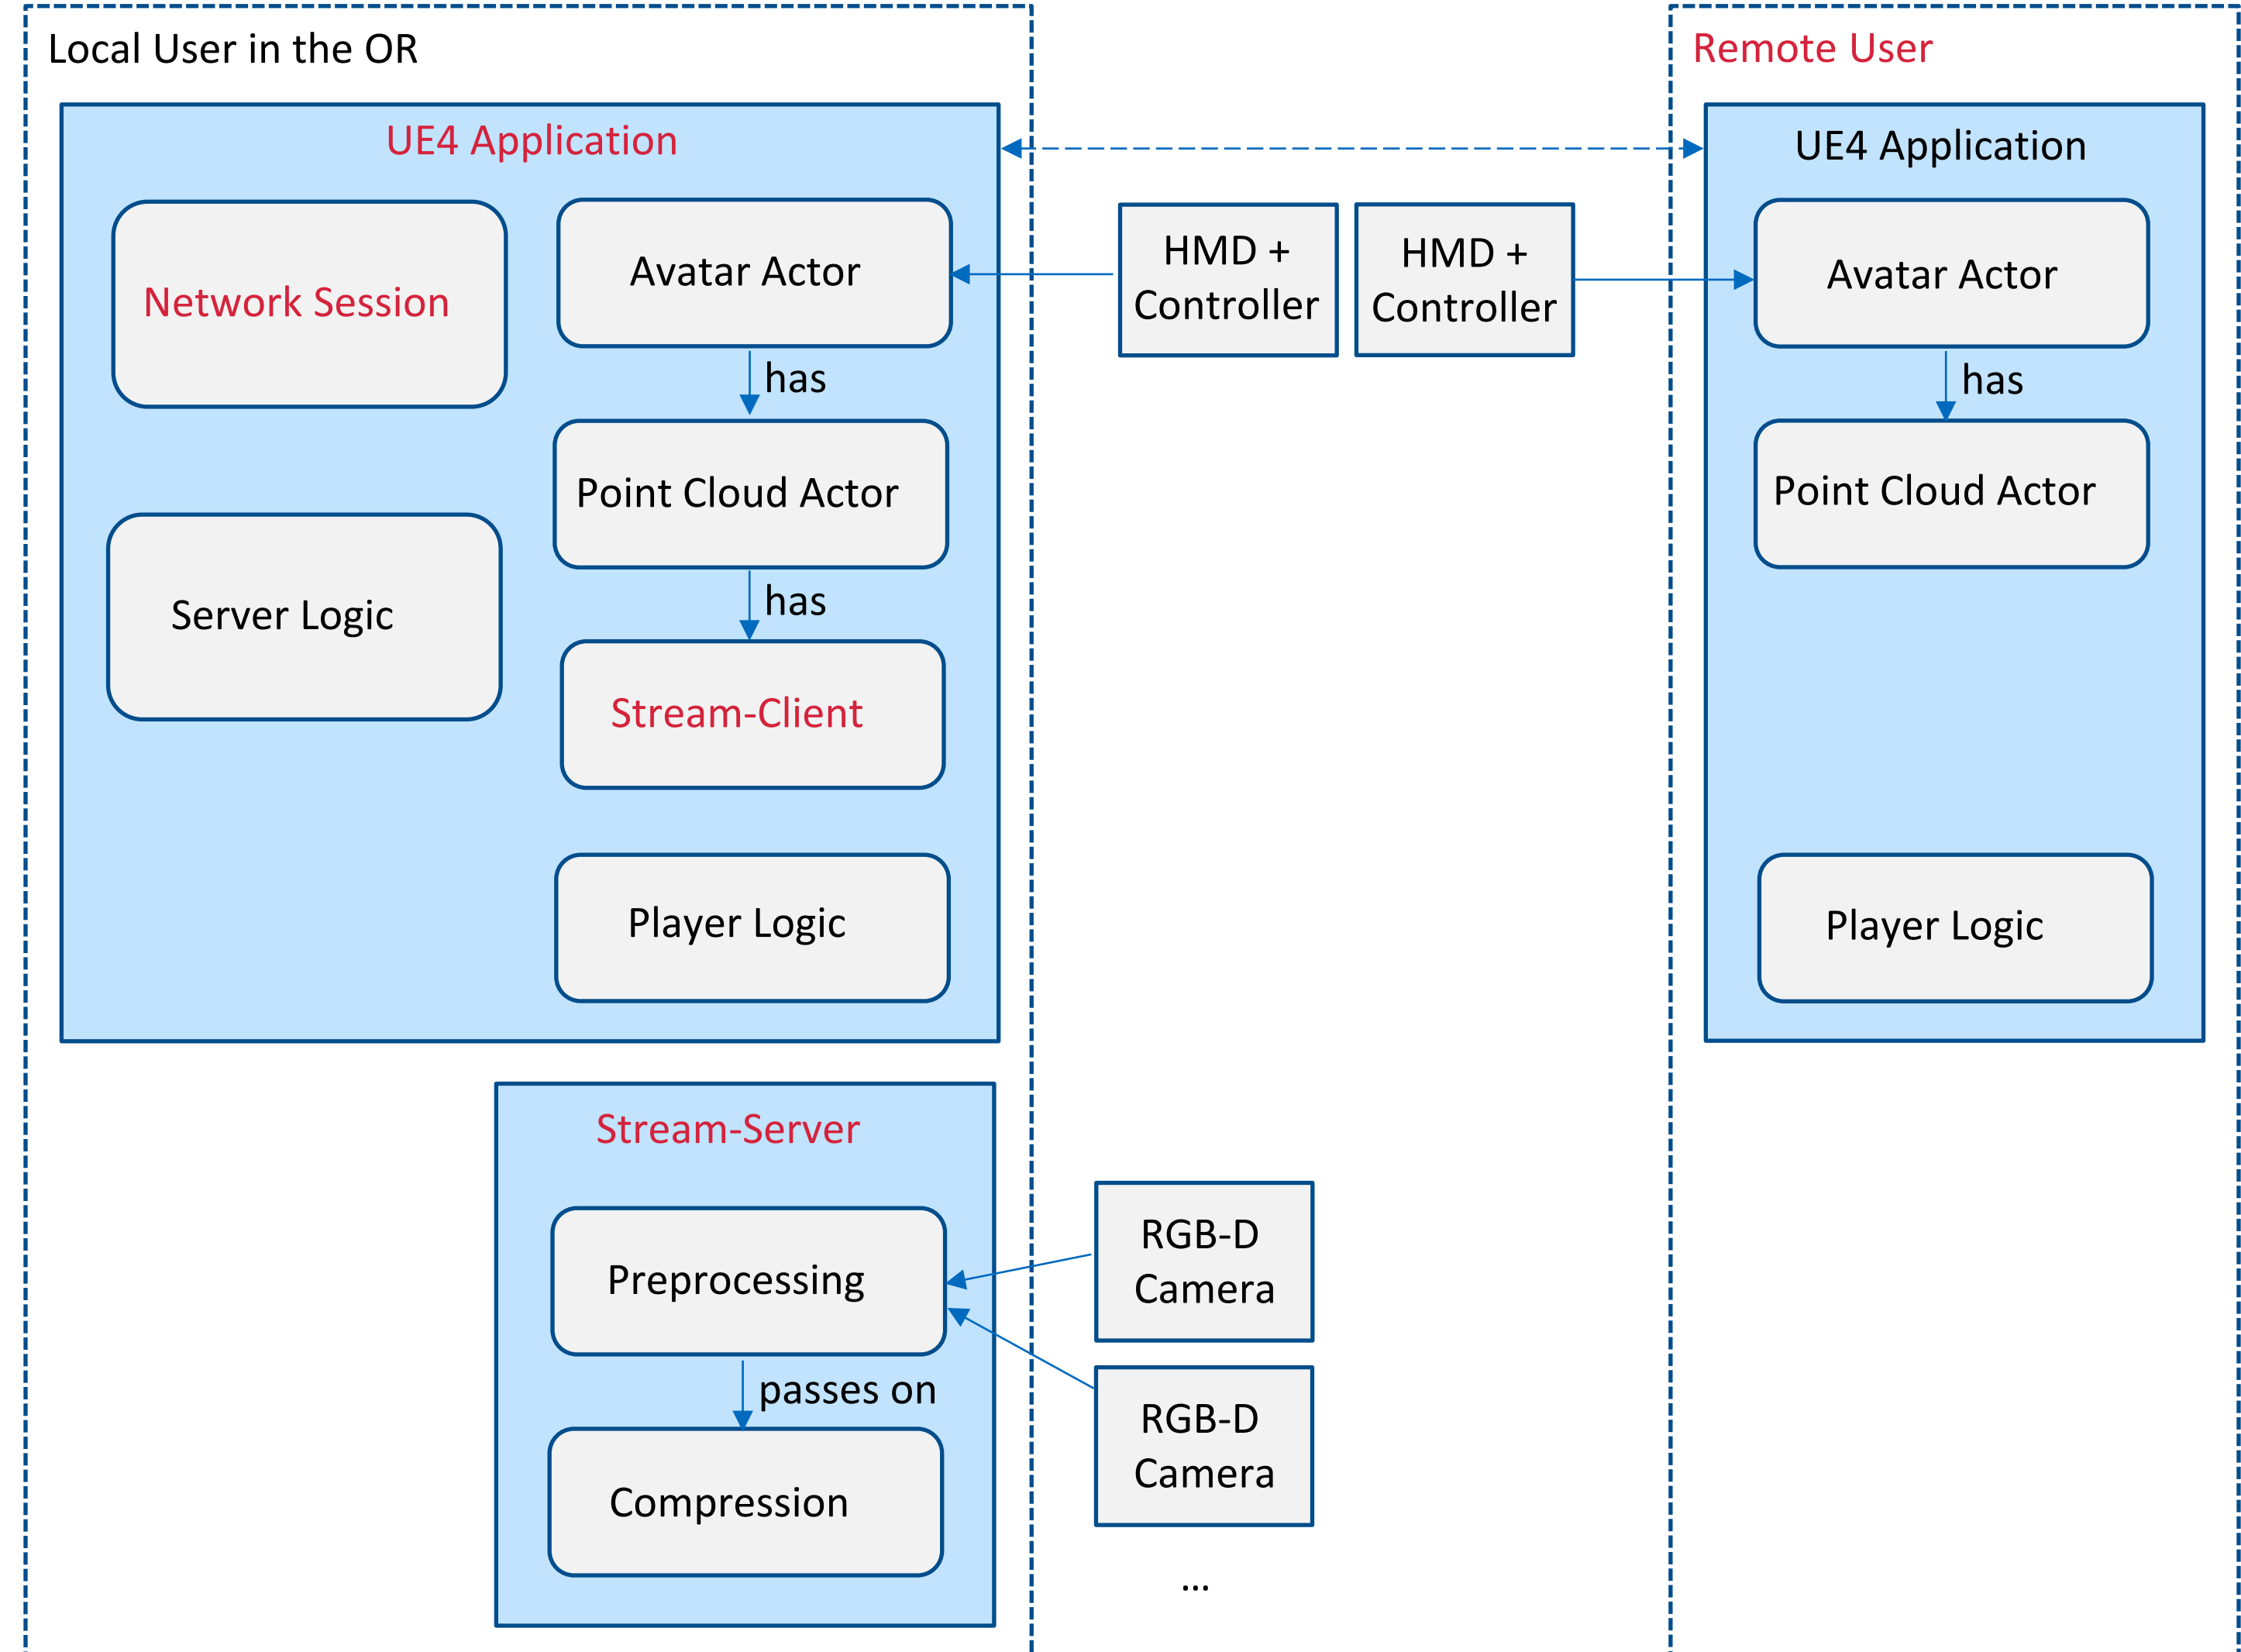 Local User in the OR
UE4 Application
Network Session
Server Logic
Avatar Actor
has
Point Cloud Actor
has
Stream-Client
Player Logic
Stream-Server
Preprocessing
passes on
Compression
HMD +
Controller
HMD +
Controller
RGB-D
Camera
RGB-D
Camera
...
Remote User
UE4 Application
Avatar Actor
has
Point Cloud Actor
Player Logic